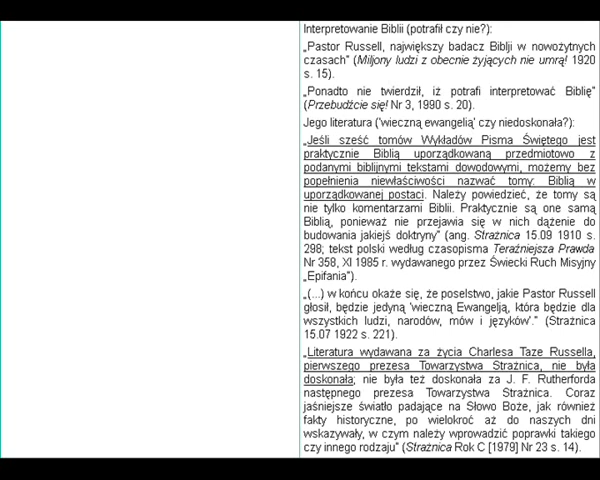 Interpretowanie Biblii (potrafił czy nie?):
„Pastor Russell, największy badacz Biblji w nowożytnych
czasach” (Miljony ludzi z obecnie żyjących nie umrą! 1920
s. 15).
„Ponadto nie twierdził, iż potrafi interpretować Biblię”
(Przebudźcie się! Nr 3, 1990 s. 20).
Jego literatura ('wieczną ewangelią' czy niedoskonała?):
„Jeśli sześć tomów Wykładów Pisma Świętego jest
praktycznie Biblią uporządkowaną przedmiotowo z
podanymi biblijnymi tekstami dowodowymi, możemy bez
popełnienia niewłaściwości nazwać tomy: Biblią w
uporządkowanej postaci. Należy powiedzieć, że tomy są
nie tylko komentarzami Biblii. Praktycznie są one samą
Biblią, ponieważ nie przejawia się w nich dążenie do
budowania jakiejś doktryny” (ang. Strażnica 15.09 1910 s.
298; tekst polski według czasopisma Teraźniejsza Prawda
Nr 358, XI 1985 r. wydawanego przez Świecki Ruch Misyjny
„Epifania”).
„(...) w końcu okaże się, że poselstwo, jakie Pastor Russell
głosił, będzie jedyną 'wieczną Ewangelją, która będzie dla
wszystkich ludzi, narodów, mów i języków'.” (Strażnica
15.07 1922 s. 221).
„Literatura wydawana za życia Charlesa Taze Russella,
pierwszego prezesa Towarzystwa Strażnica, nie była
doskonała; nie była też doskonała za J. F. Rutherforda
następnego prezesa Towarzystwa Strażnica. Coraz
jaśniejsze światło padające na Słowo Boże, jak również
fakty historyczne, po wielokroć aż do naszych dni
wskazywały, w czym należy wprowadzić poprawki takiego
czy innego rodzaju” (Strażnica Rok C [1979] Nr 23 s. 14).